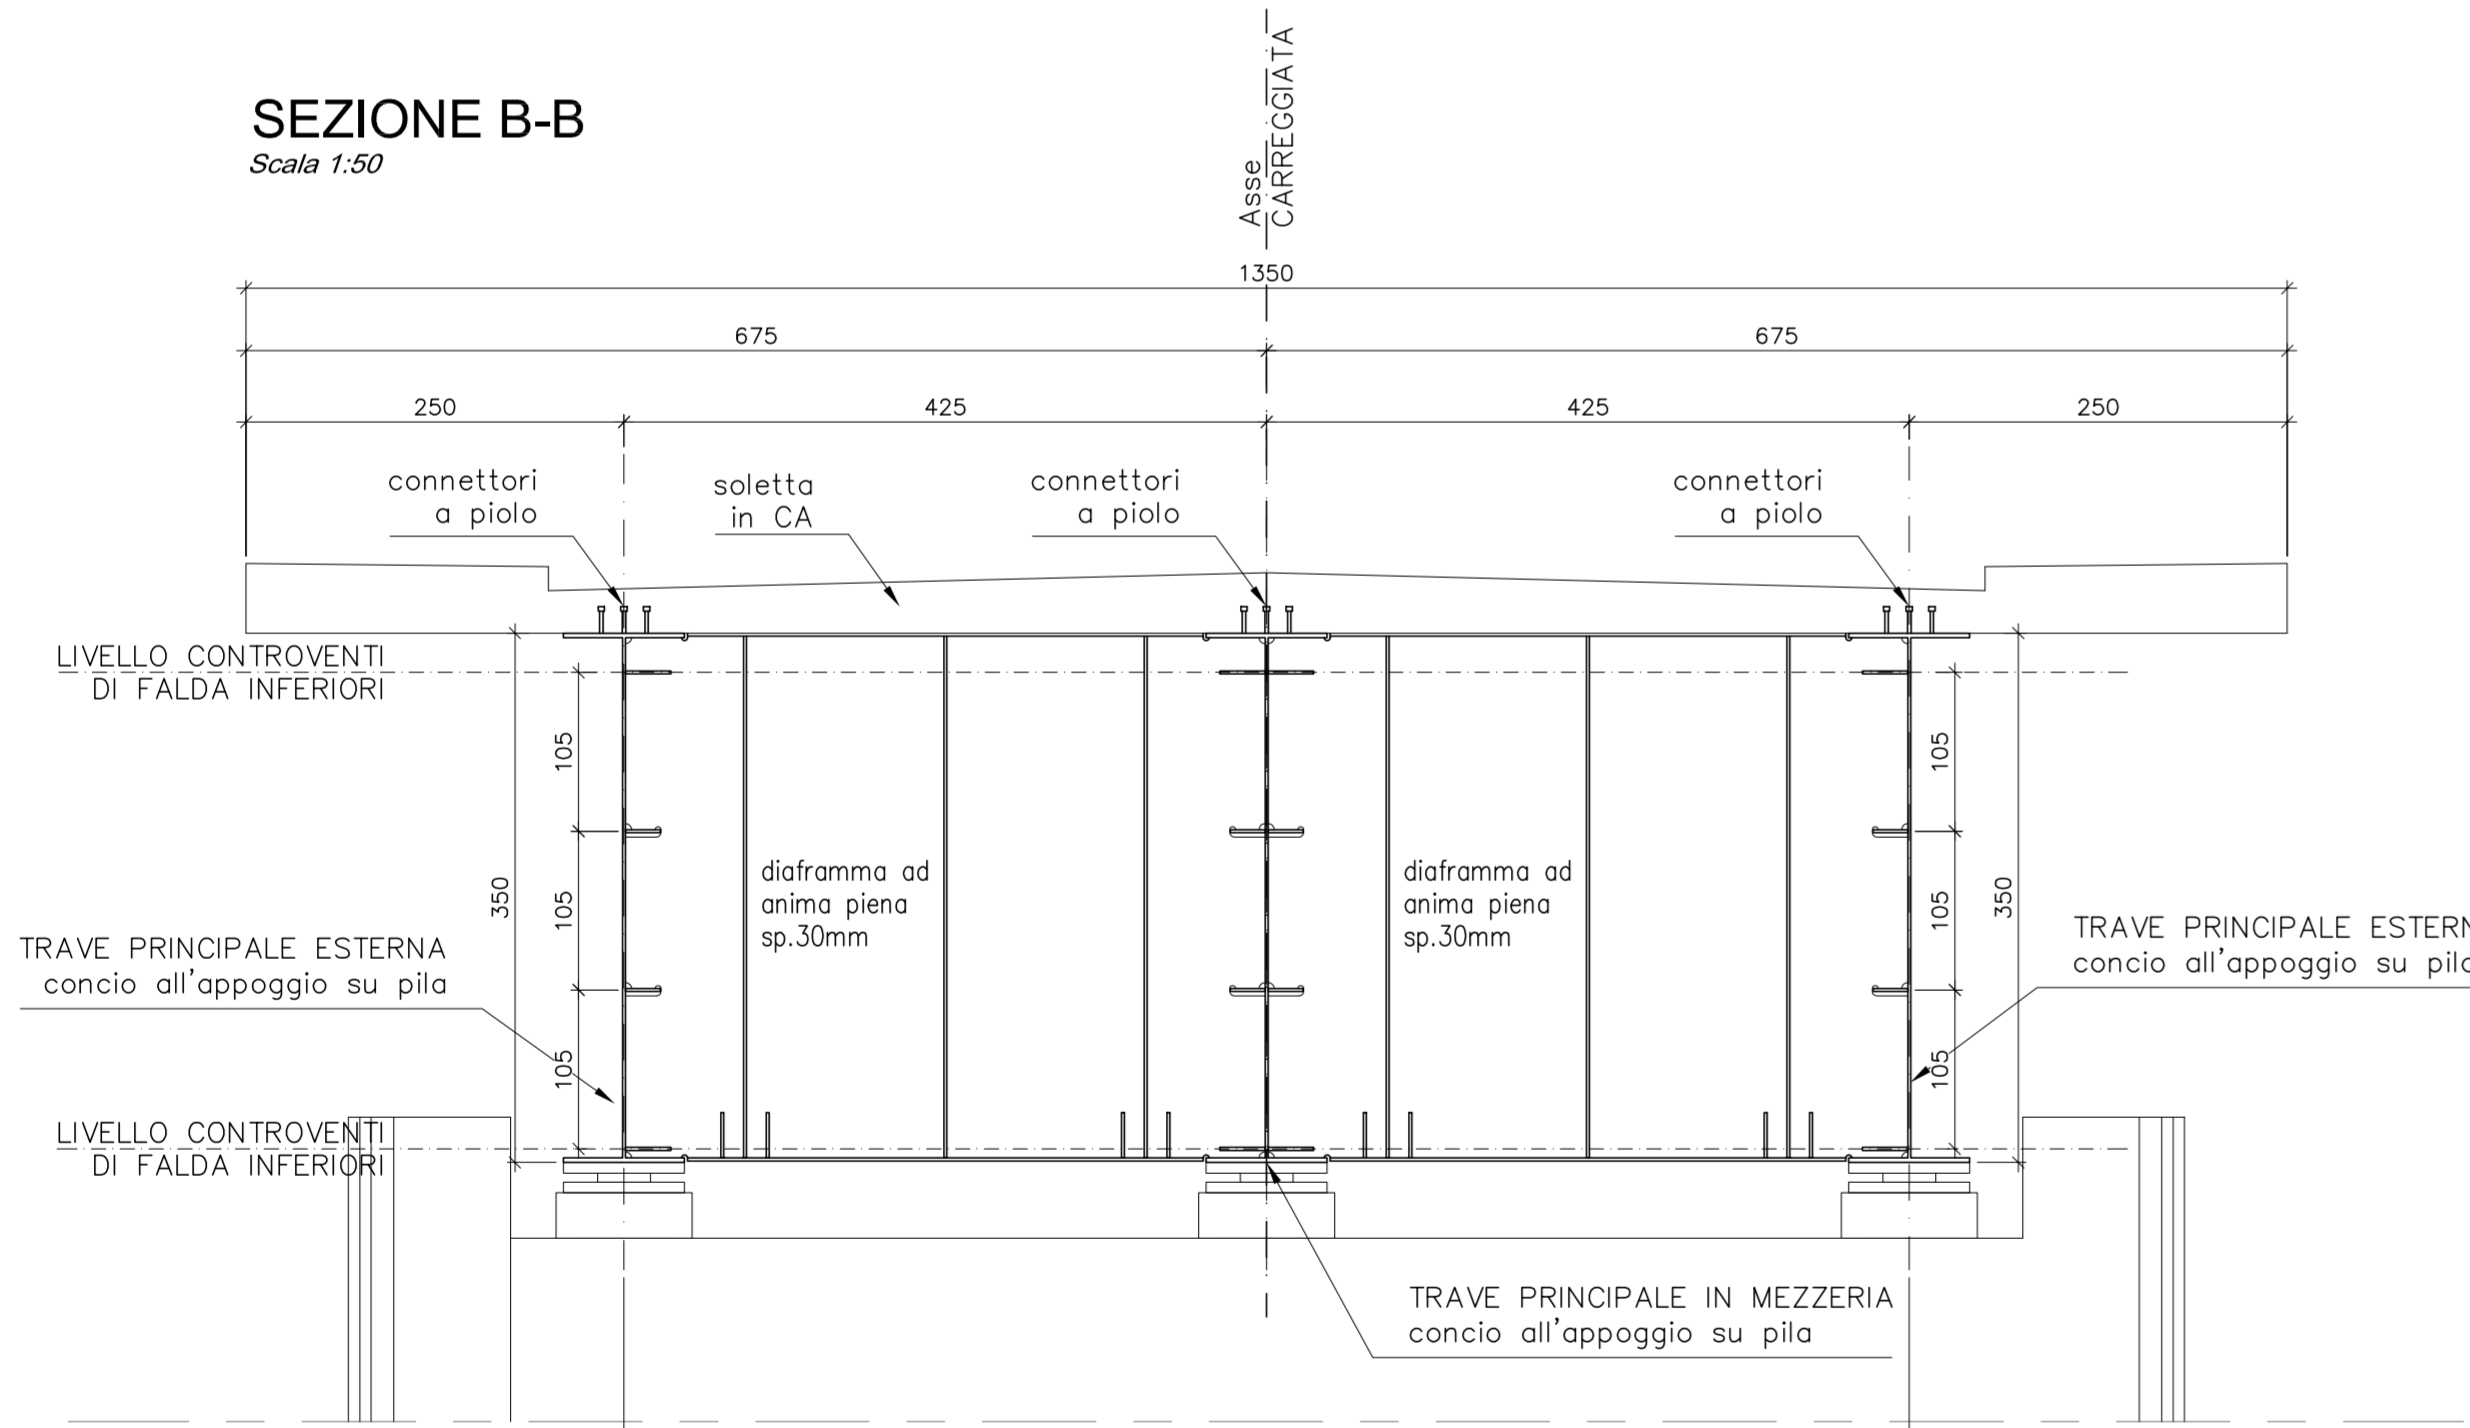 SEZIONE B-B
Scala 1:50
Asse
CARREGGIATA
1350
675
675
250
425
425
250
connettori
a piolo
soletta
in CA
connettori
a piolo
connettori
a piolo
LIVELLO CONTROVENTI
DI FALDA INFERIORI
105
105
105
350
diaframma ad
anima piena
sp.30mm
diaframma ad
anima piena
sp.30mm
105
105
105
350
TRAVE PRINCIPALE ESTERNA
concio all'appoggio su pila
TRAVE PRINCIPALE ESTERN
concio all'appoggio su pila
LIVELLO CONTROVENTI
DI FALDA INFERIORI
TRAVE PRINCIPALE IN MEZZERIA
concio all'appoggio su pila